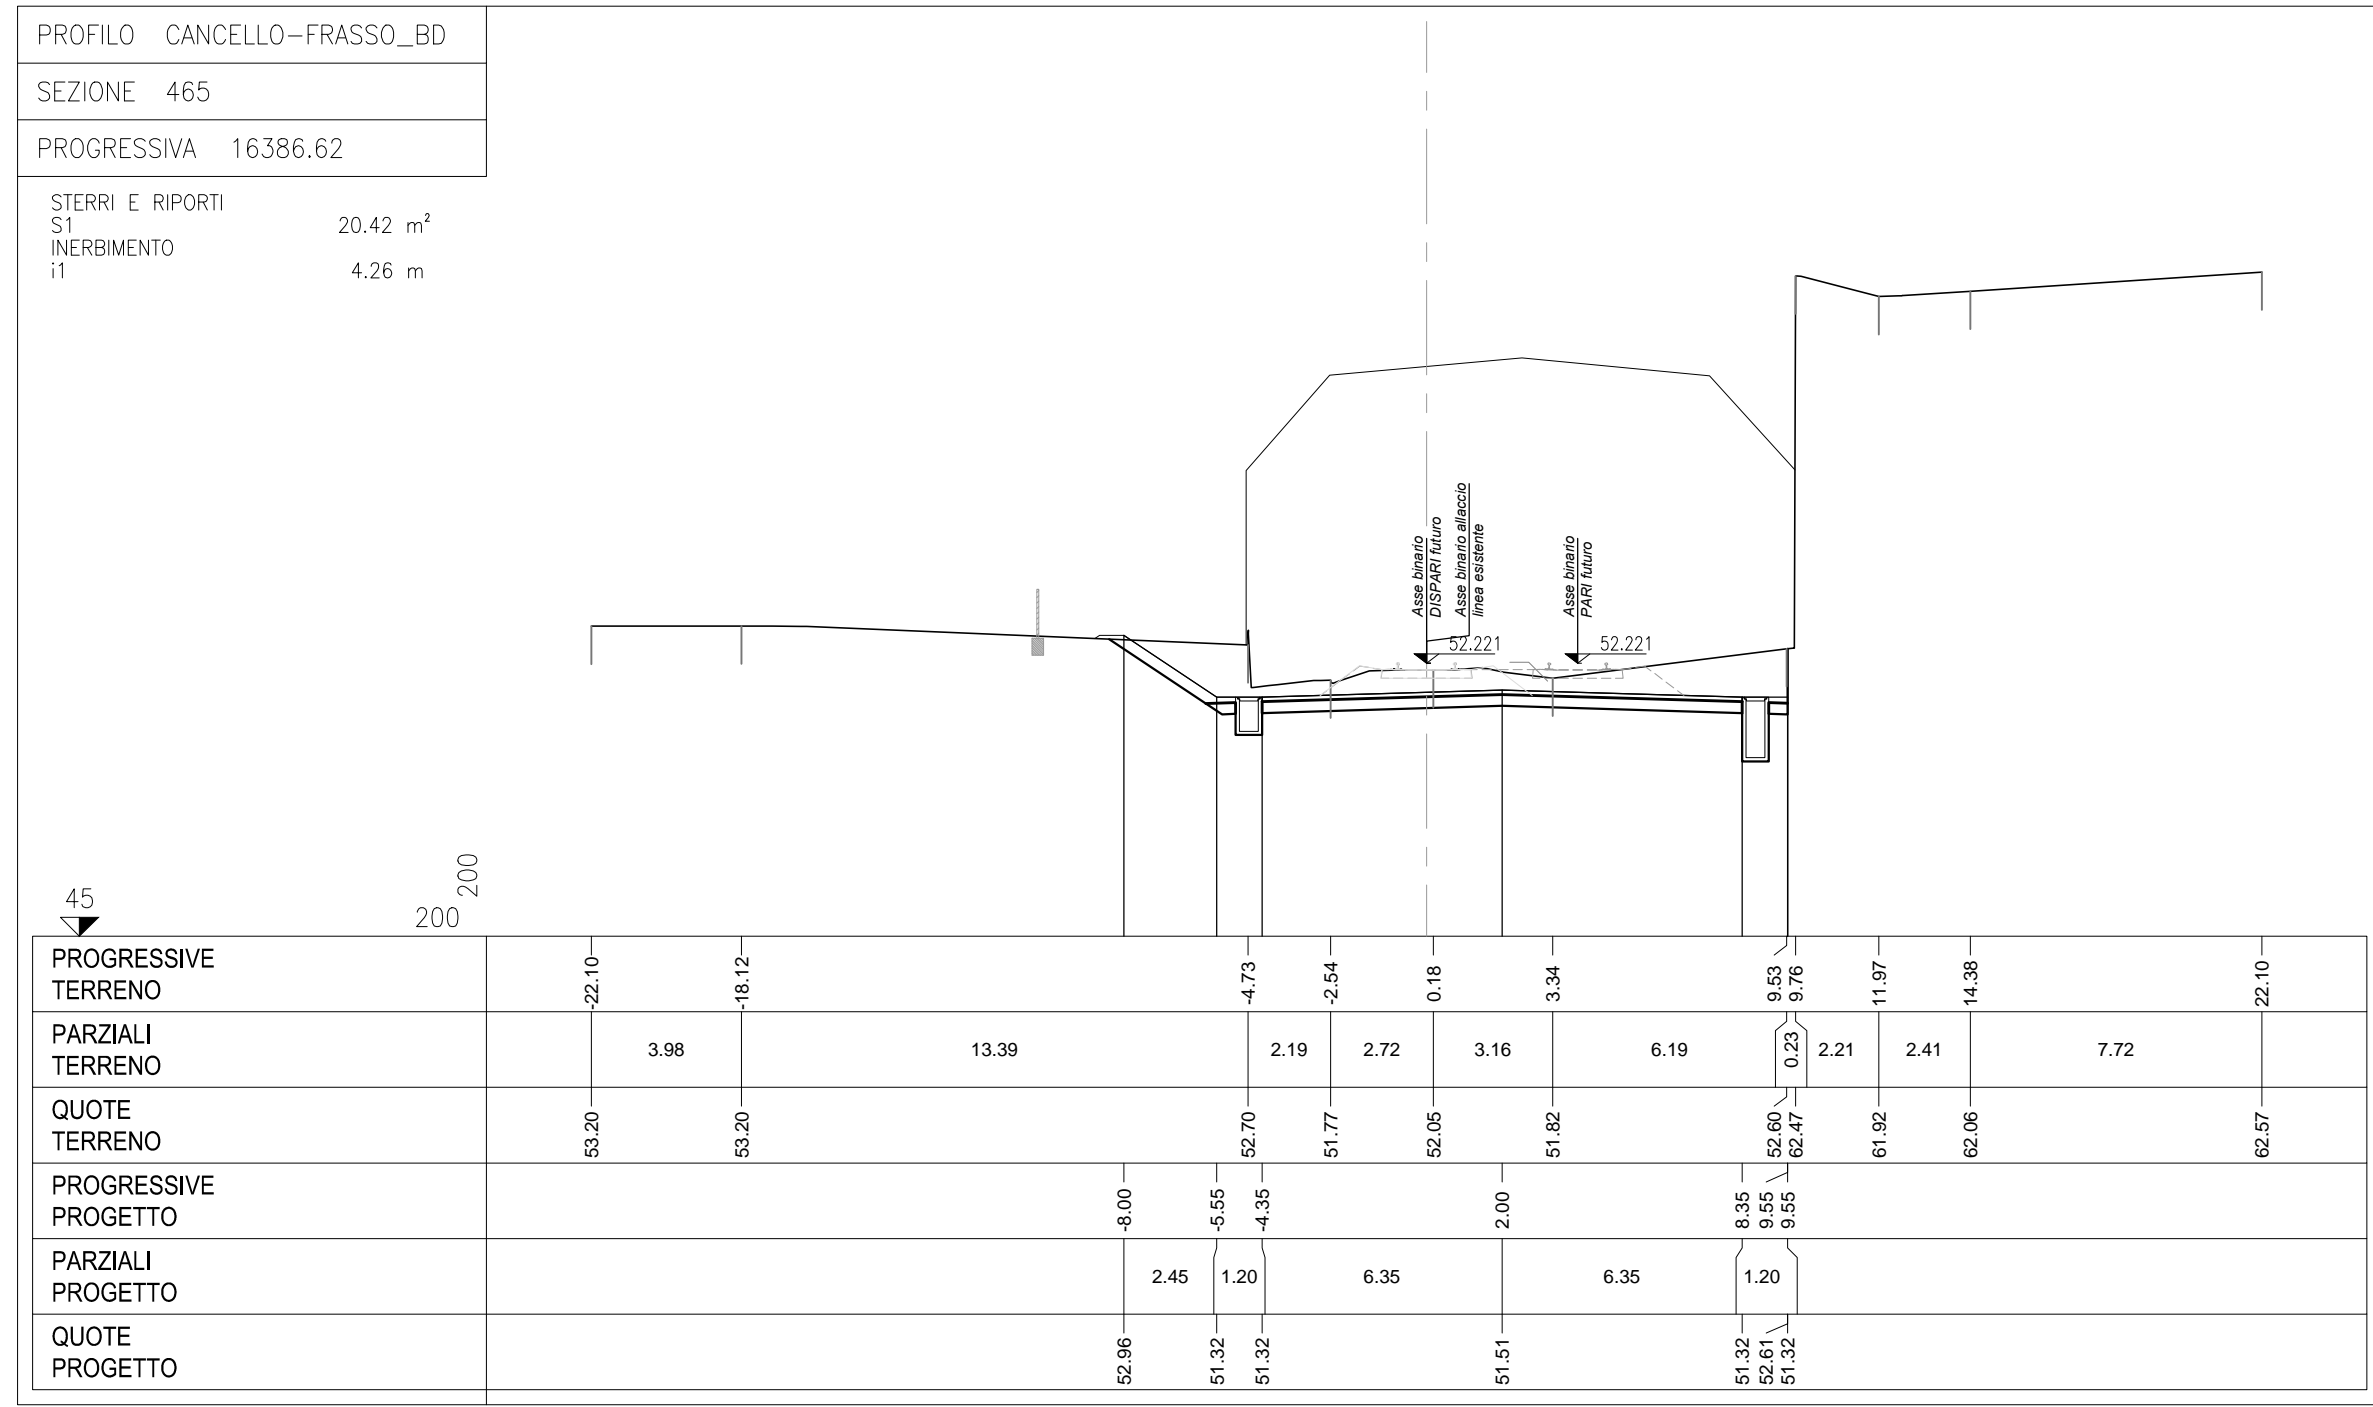 PROFILO CANCELLO-FRASSO_BD
SEZIONE 465
PROGRESSIVA 16386.62
STERRI E RIPORTI
S1 20.42 m²
INERBIMENTO
i1 4.26 m
Asse binario
DISPARI futuro
Asse binario allaccio
linea esistente
Asse binario
PARI futuro
52.221
52.221
45
200
200
PROGRESSIVE
TERRENO
-22.10 -18.12 -4.73 -2.54 0.18 3.34 9.53 9.76 11.97 14.38 22.10
PARZIALI
TERRENO
3.98 13.39 2.19 2.72 3.16 6.19 0.23 2.21 2.41 7.72
QUOTE
TERRENO
53.20 53.20 52.70 51.77 52.05 51.82 52.60 62.47 61.92 62.06 62.57
PROGRESSIVE
PROGETTO
-8.00 -5.55 -4.35 2.00 8.35 9.55 9.55
PARZIALI
PROGETTO
2.45 1.20 6.35 6.35 1.20
QUOTE
PROGETTO
52.96 51.32 51.32 51.51 51.32 52.61 51.32